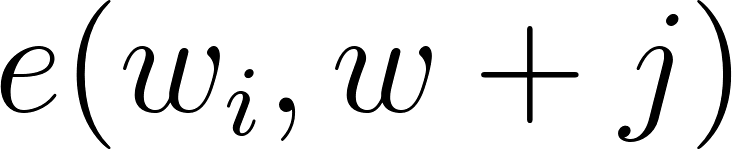 e(w_i, w + j)